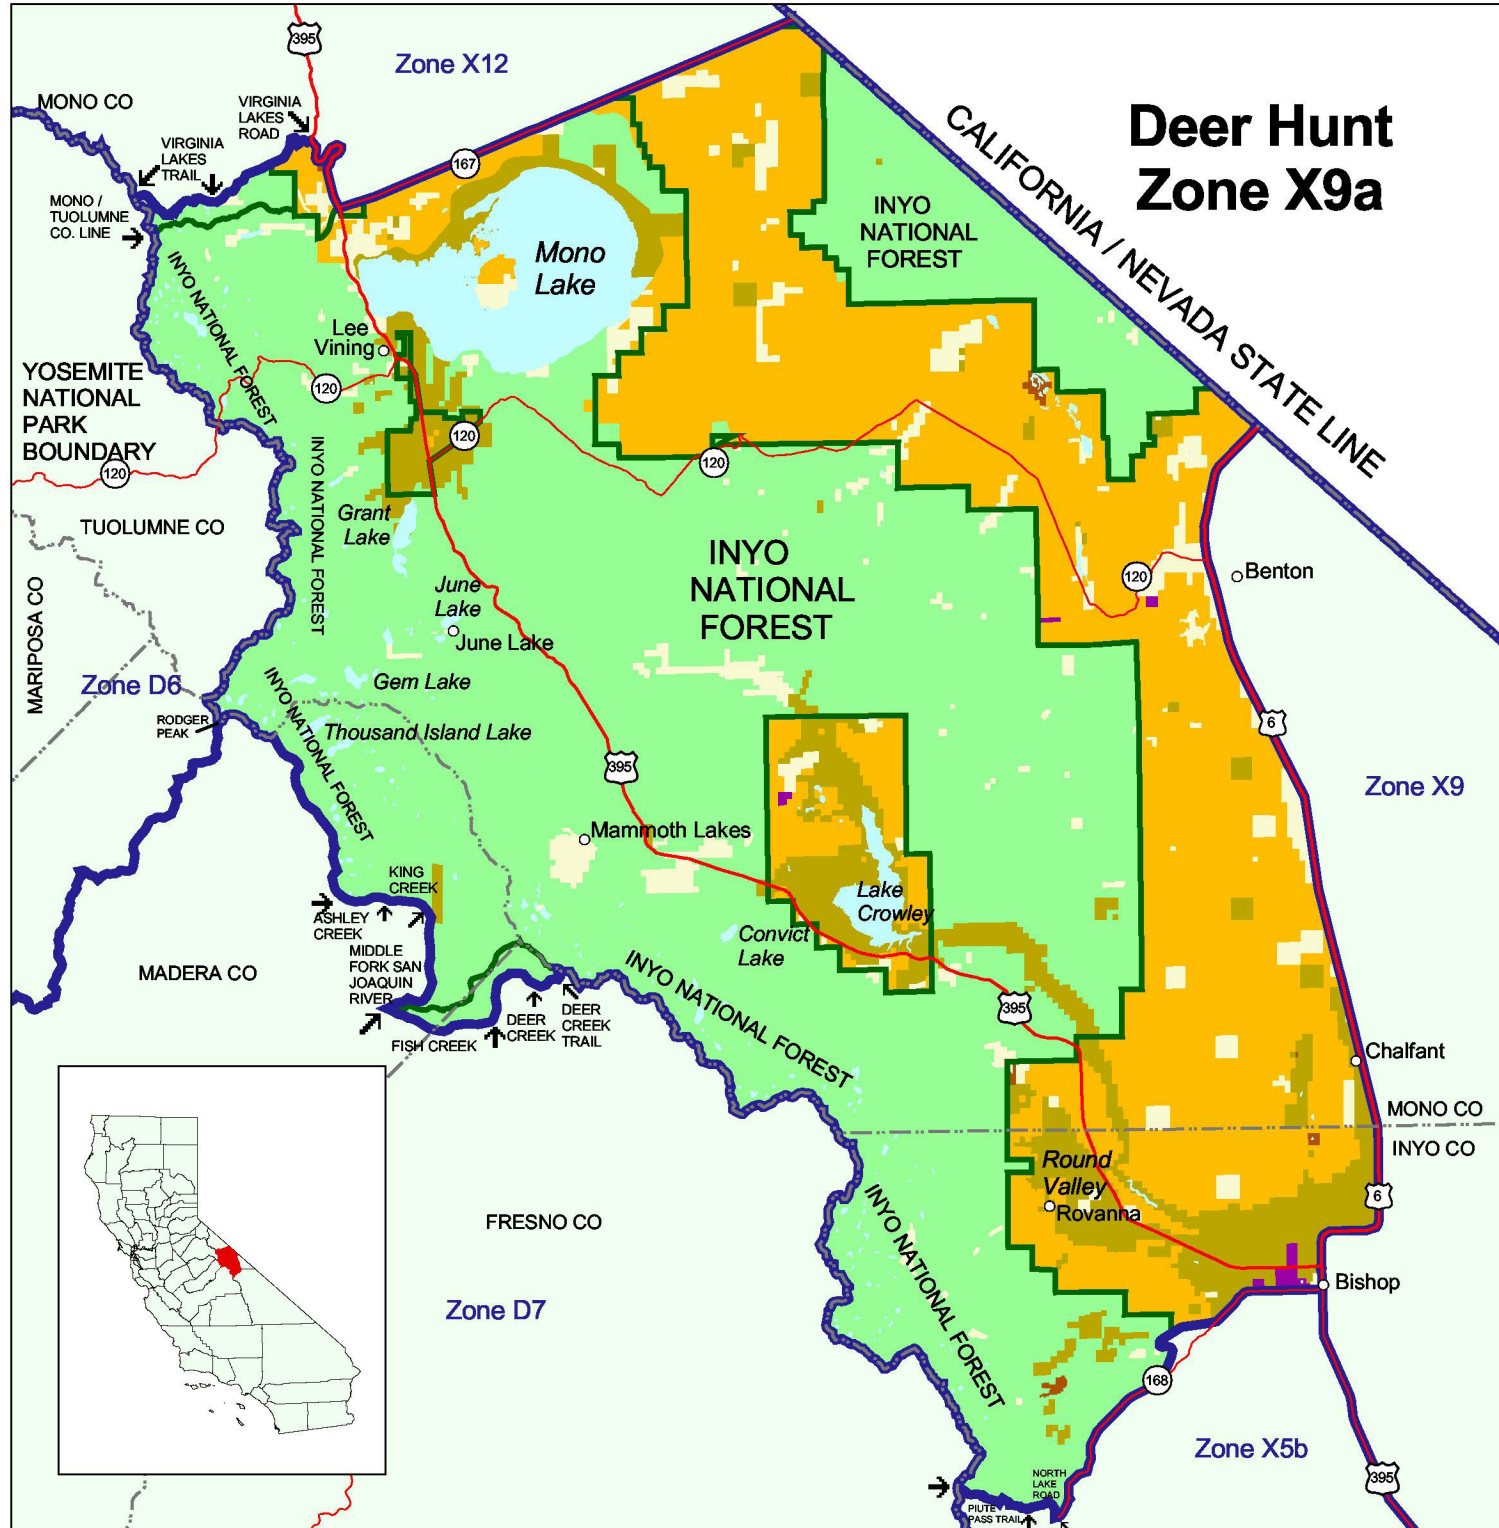 Deer Hunt
Zone X9a
395
Zone X12
MONO CO
VIRGINIA
LAKES
ROAD
VIRGINIA
LAKES
TRAIL
167
MONO /
TUOLUMNE
CO. LINE
CALIFORNIA / NEVADA STATE LINE
INYO
NATIONAL
FOREST
Mono
Lake
INYO NATIONAL FOREST
Lee
Vining
120
YOSEMITE
NATIONAL
PARK
BOUNDARY
120
120
120
INYO NATIONAL FOREST
Grant
Lake
TUOLUMNE CO
INYO
NATIONAL
FOREST
120
Benton
June
Lake
June Lake
MARIPOSA CO
Zone D6
Gem Lake
INYO NATIONAL FOREST
RODGER
PEAK
Thousand Island Lake
6
395
Zone X9
Mammoth Lakes
KING
CREEK
ASHLEY
CREEK
Lake
Crowley
Convict
Lake
MIDDLE
FORK SAN
JOAQUIN
RIVER
MADERA CO
INYO NATIONAL FOREST
DEER
CREEK
DEER
CREEK
TRAIL
FISH CREEK
395
Chalfant
MONO CO
INYO CO
Round
Valley
Rovanna
6
FRESNO CO
INYO NATIONAL FOREST
Bishop
Zone D7
168
Zone X5b
395
NORTH
LAKE
ROAD
PIUTE
PASS TRAIL